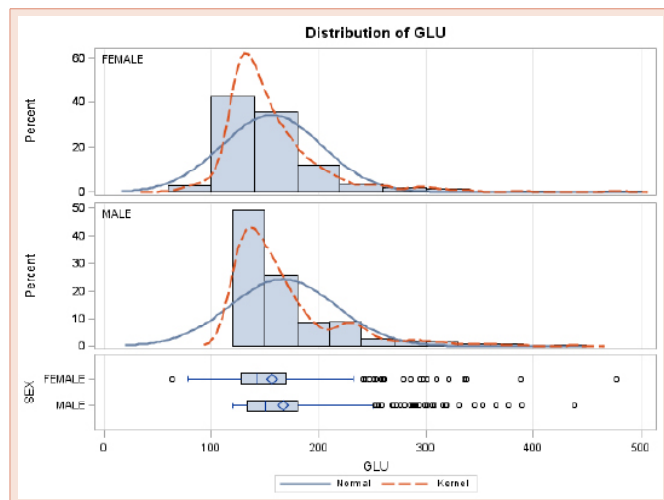 Distribution of GLU
FEMALE
60
40
20
0
Percent
MALE
50
40
30
20
10
0
Percent
FEMALE
MALE
SEX
0 100 200 300 400 500
GLU
Normal Kernel